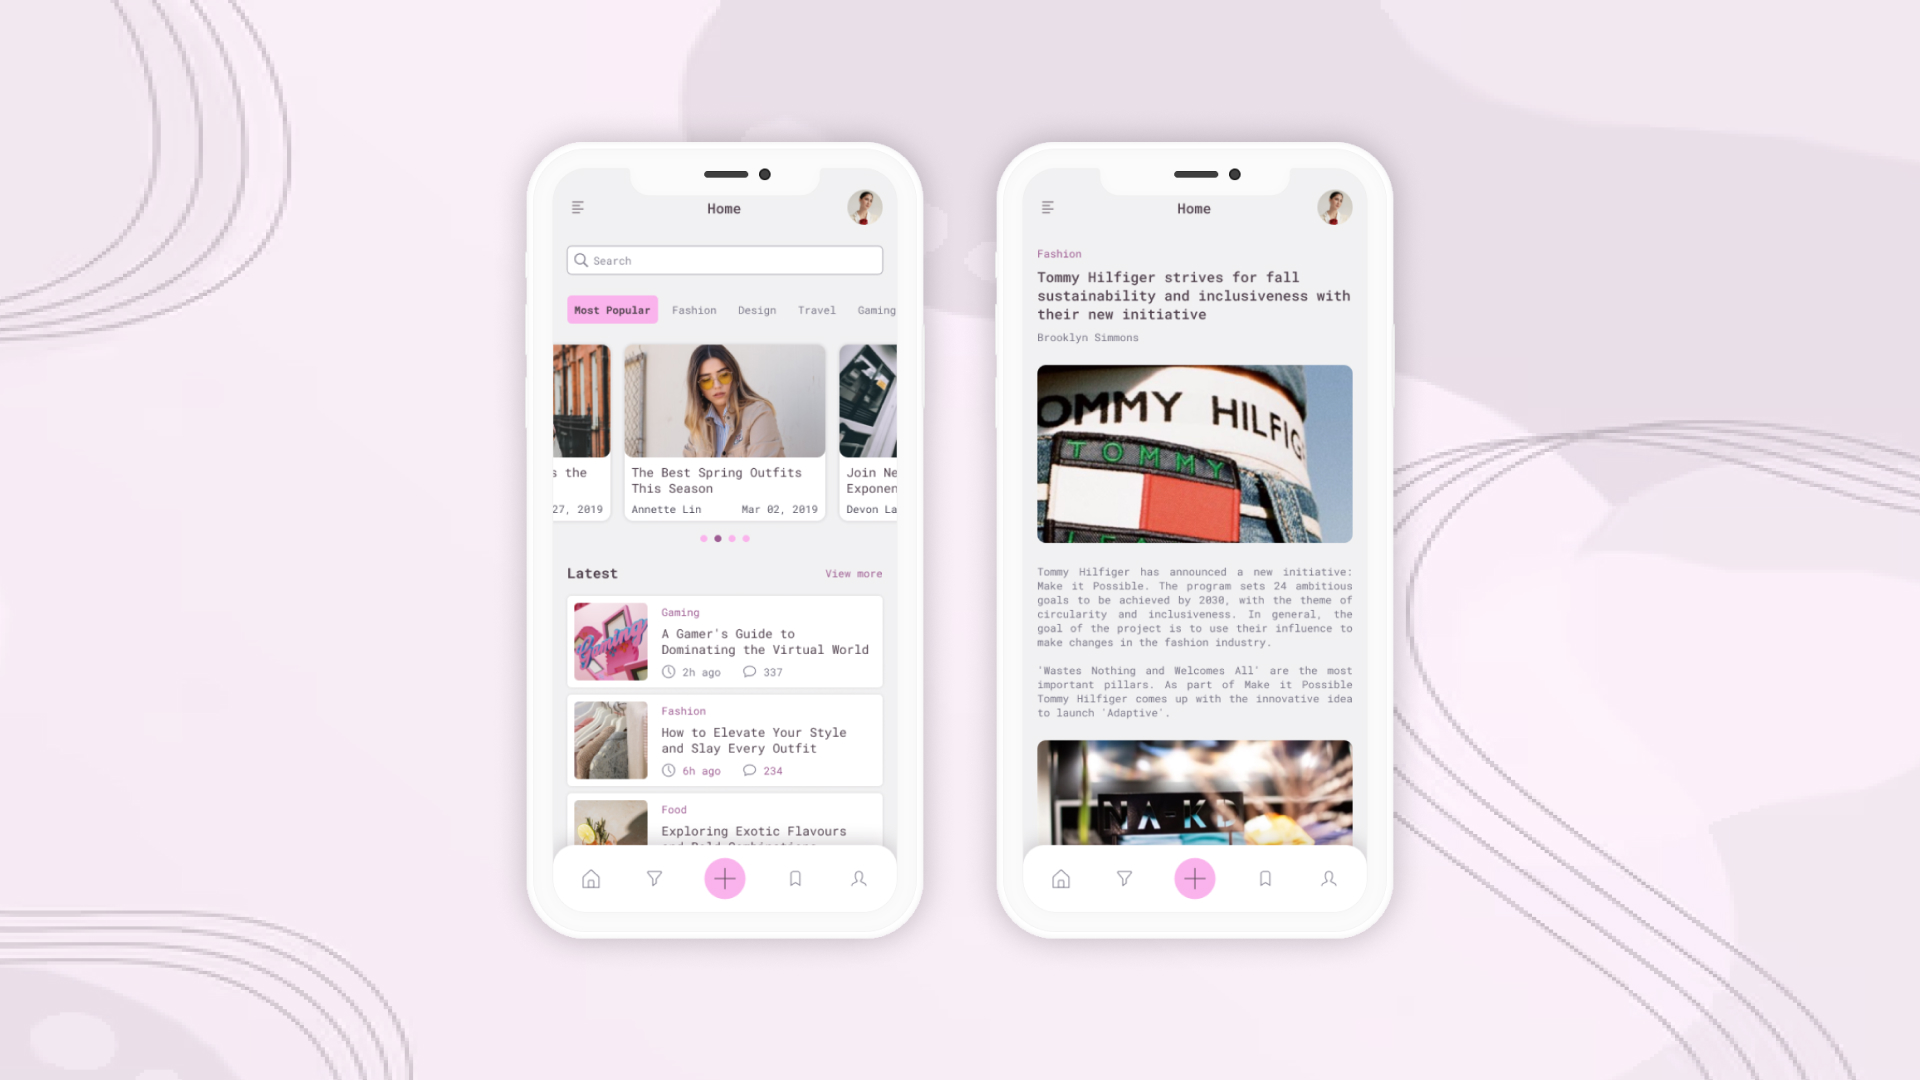 Home
Search
Most Popular Fashion Design Travel Gaming
s the
27, 2019
The Best Spring Outfits
This Season
Annette Lin Mar 02, 2019
Join Ne
Exponen
Devon La
Latest View more
Gaming
Gaming
A Gamer's Guide to
Dominating the Virtual World
2h ago 337
Fashion
How to Elevate Your Style
and Slay Every Outfit
6h ago 234
Food
Exploring Exotic Flavours
and Bold Combinations
Home
Fashion
Tommy Hilfiger strives for fall
sustainability and inclusiveness with
their new initiative
Brooklyn Simmons
OMMY HILFIG
TOMMY
Tommy Hilfiger has announced a new initiative:
Make it Possible. The program sets 24 ambitious
goals to be achieved by 2030, with the theme of
circularity and inclusiveness. In general, the
goal of the project is to use their influence to
make changes in the fashion industry.
'Wastes Nothing and Welcomes All' are the most
important pillars. As part of Make it Possible
Tommy Hilfiger comes up with the innovative idea
to launch 'Adaptive'.
NA-KD